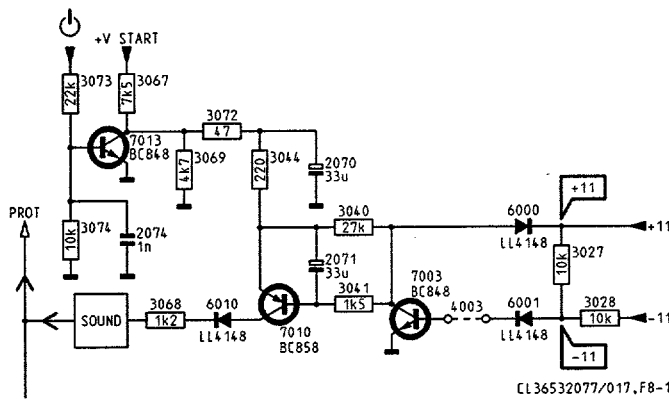 +V START
3073
22k
3067
7k5
3072
47
7013
BC848
3069
4k7
3044
220
2070
33u
PROT
3074
10k
2074
1n
3040
27k
2071
33u
3041
1k5
6000
LL4148
+11
+11
3027
10k
7003
BC848
4003
6001
LL4148
3028
10k
-11
-11
SOUND
3068
1k2
6010
LL4148
7010
BC858
CL36532077/017.F8-1